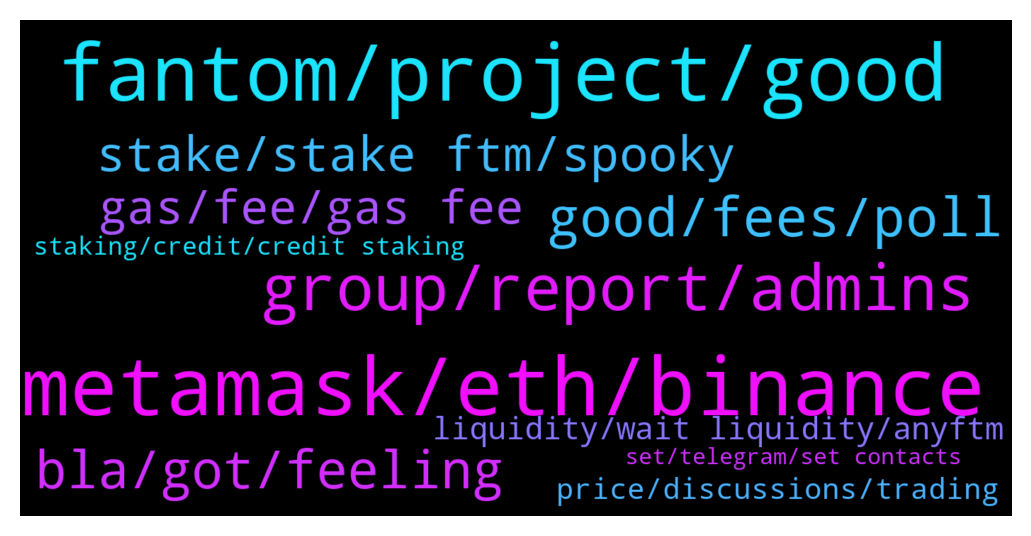 fantom/project/good
stake/stake ftm/spooky
gas/fee/gas fee
good/fees/poll
staking/credit/credit staking
group/report/admins
metamask/eth/binance
liquidity/wait liquidity/anyftm
bla/got/feeling
set/telegram/set contacts
price/discussions/trading